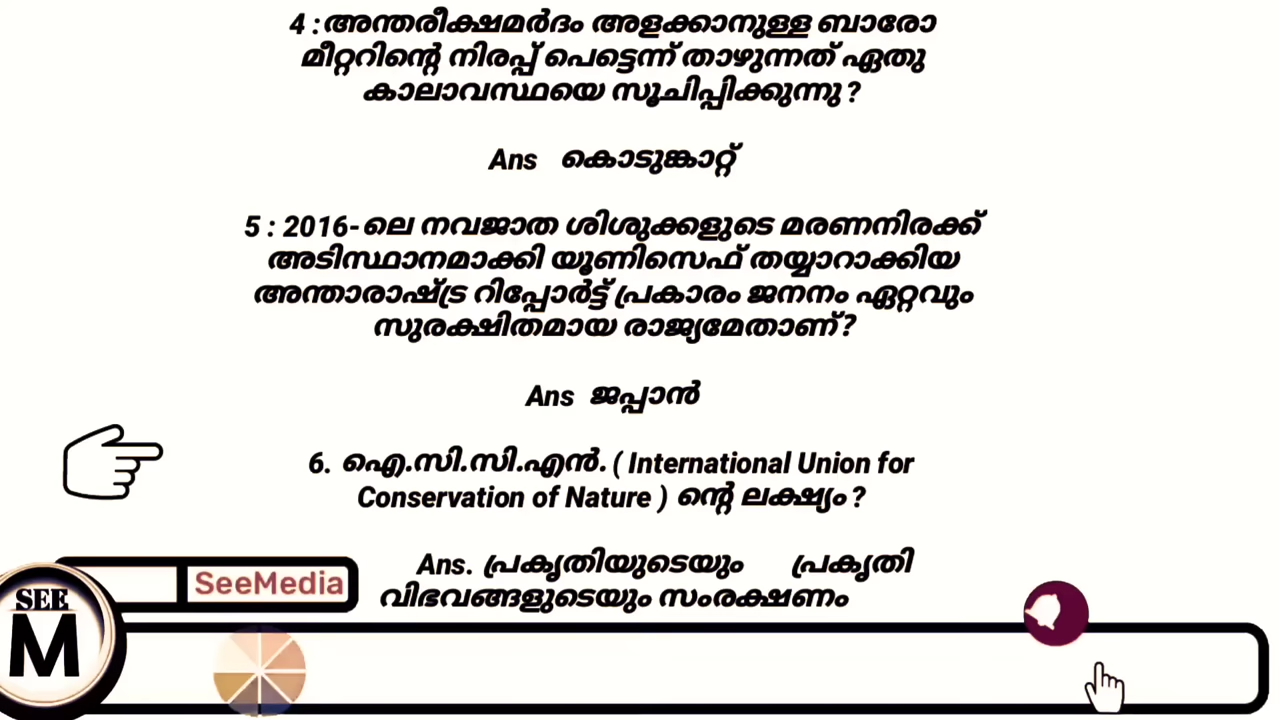 4 :അന്തരീക്ഷമർദം അളക്കാനുള്ള ബാരോ
മീറ്ററിന്റെ നിരപ്പ് പെട്ടെന്ന് താഴുന്നത് ഏതു
കാലാവസ്ഥയെ സൂചിപ്പിക്കുന്നു ?
Ans കൊടുങ്കാറ്റ്
5 : 2016-ലെ നവജാത ശിശുക്കളുടെ മരണനിരക്ക്
അടിസ്ഥാനമാക്കി യൂണിസെഫ് തയ്യാറാക്കിയ
അന്താരാഷ്ട്ര റിപ്പോർട്ട് പ്രകാരം ജനനം ഏറ്റവും
സുരക്ഷിതമായ രാജ്യമേതാണ് ?
Ans ജപ്പാൻ
6. ഐ.സി.സി.എൻ. ( International Union for
Conservation of Nature ) ന്റെ ലക്ഷ്യം ?
Ans. പ്രകൃതിയുടെയും പ്രകൃതി
വിഭവങ്ങളുടെയും സംരക്ഷണം
SeeMedia
SEE
M